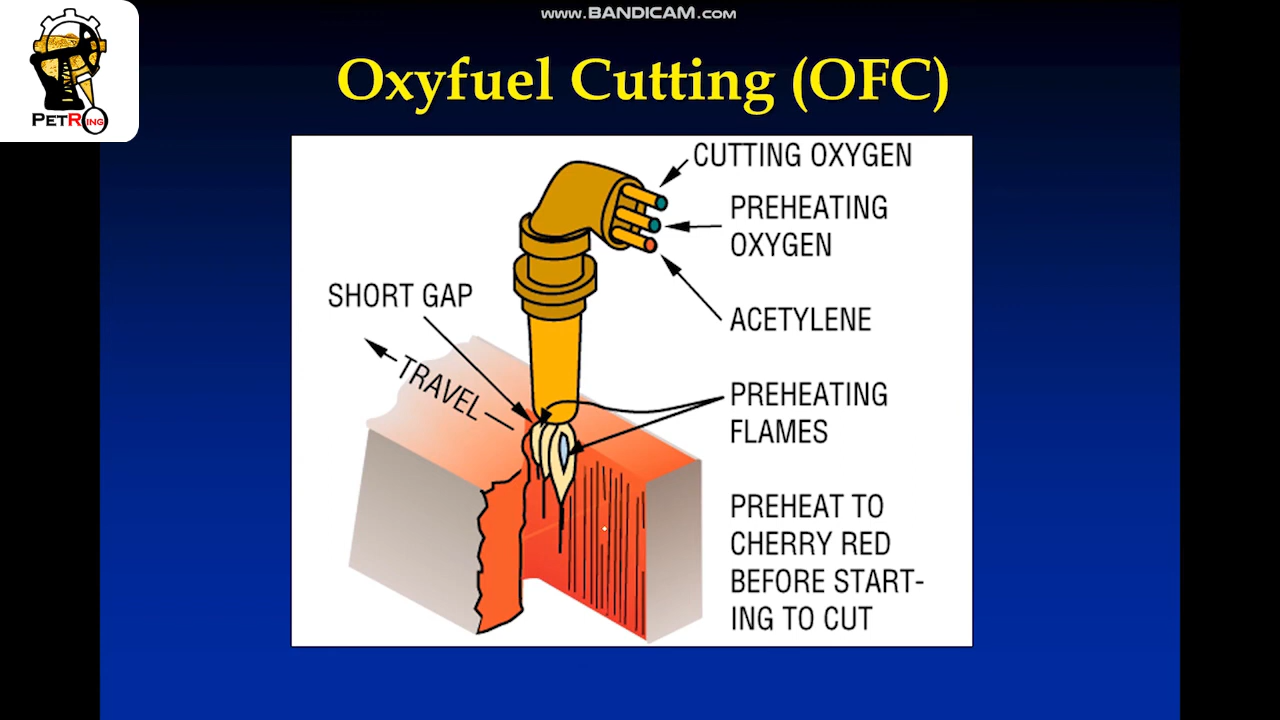 www.BANDICAM.com
PETRING
Oxyfuel Cutting (OFC)
CUTTING OXYGEN
PREHEATING
OXYGEN
SHORT GAP
ACETYLENE
TRAVEL
PREHEATING
FLAMES
PREHEAT TO
CHERRY RED
BEFORE START-
ING TO CUT